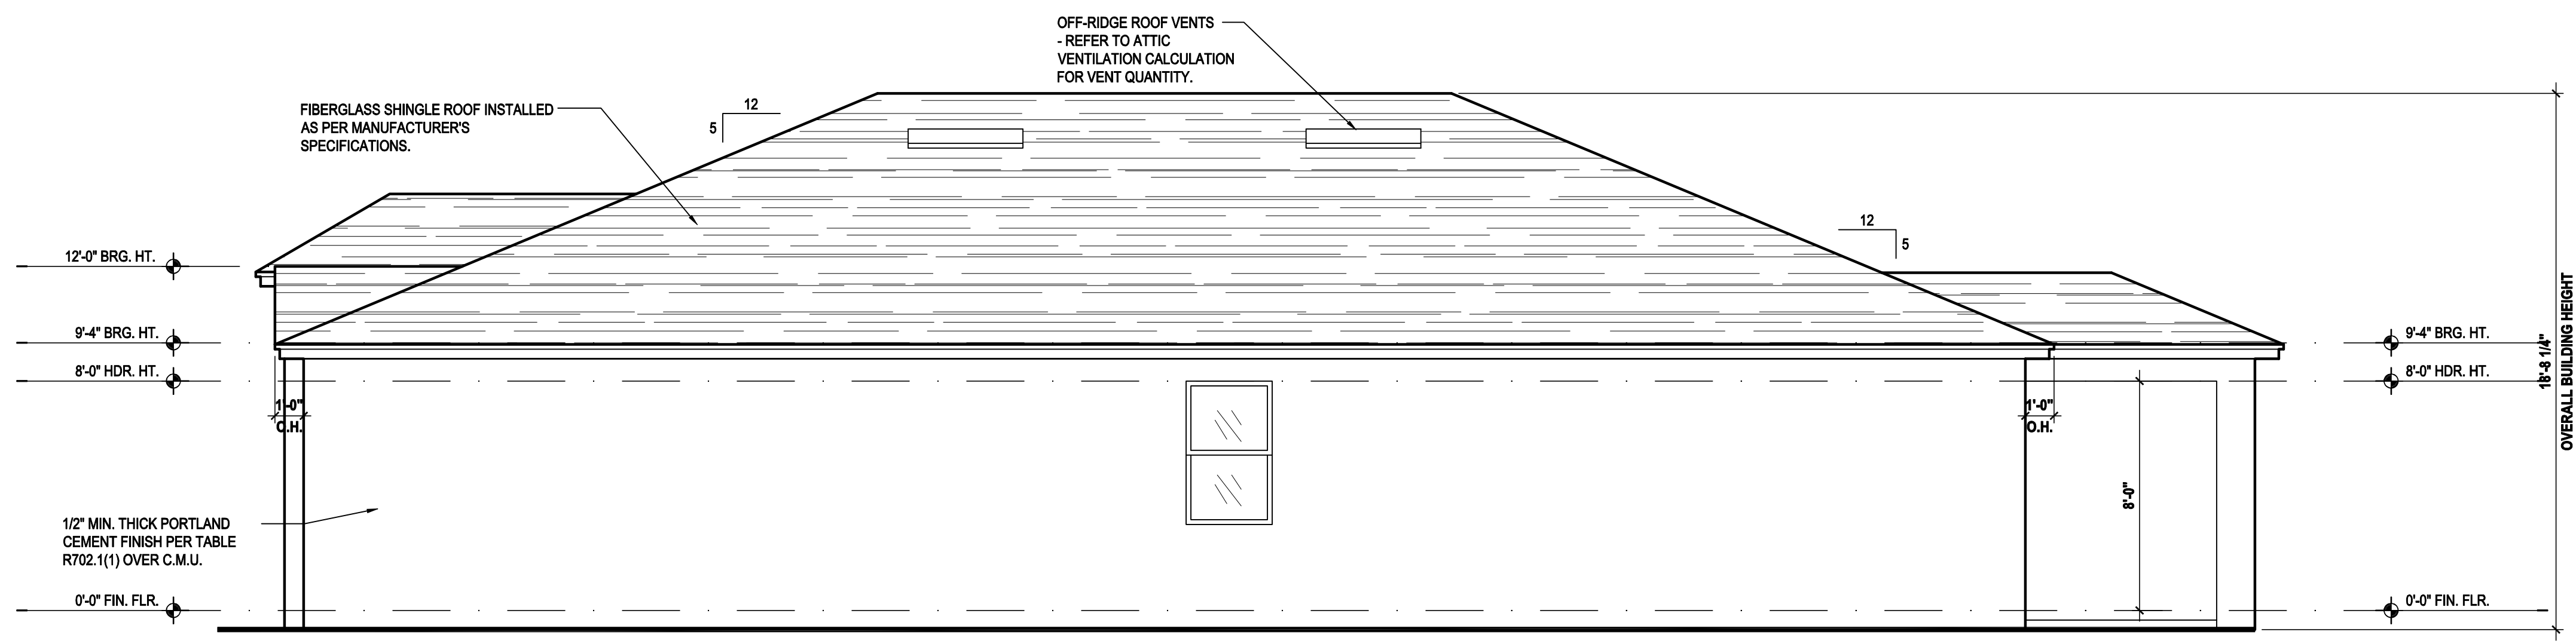 OFF-RIDGE ROOF VENTS
- REFER TO ATTIC
VENTILATION CALCULATION
FOR VENT QUANTITY.
FIBERGLASS SHINGLE ROOF INSTALLED
AS PER MANUFACTURER'S
SPECIFICATIONS.
12
5
12
5
12'-0" BRG. HT.
9'-4" BRG. HT.
8'-0" HDR. HT.
1'-0"
O.H.
1/2" MIN. THICK PORTLAND
CEMENT FINISH PER TABLE
R702.1(1) OVER C.M.U.
0'-0" FIN. FLR.
1'-0"
O.H.
8'-0"
9'-4" BRG. HT.
8'-0" HDR. HT.
0'-0" FIN. FLR.
18'-8 1/4"
OVERALL BUILDING HEIGHT